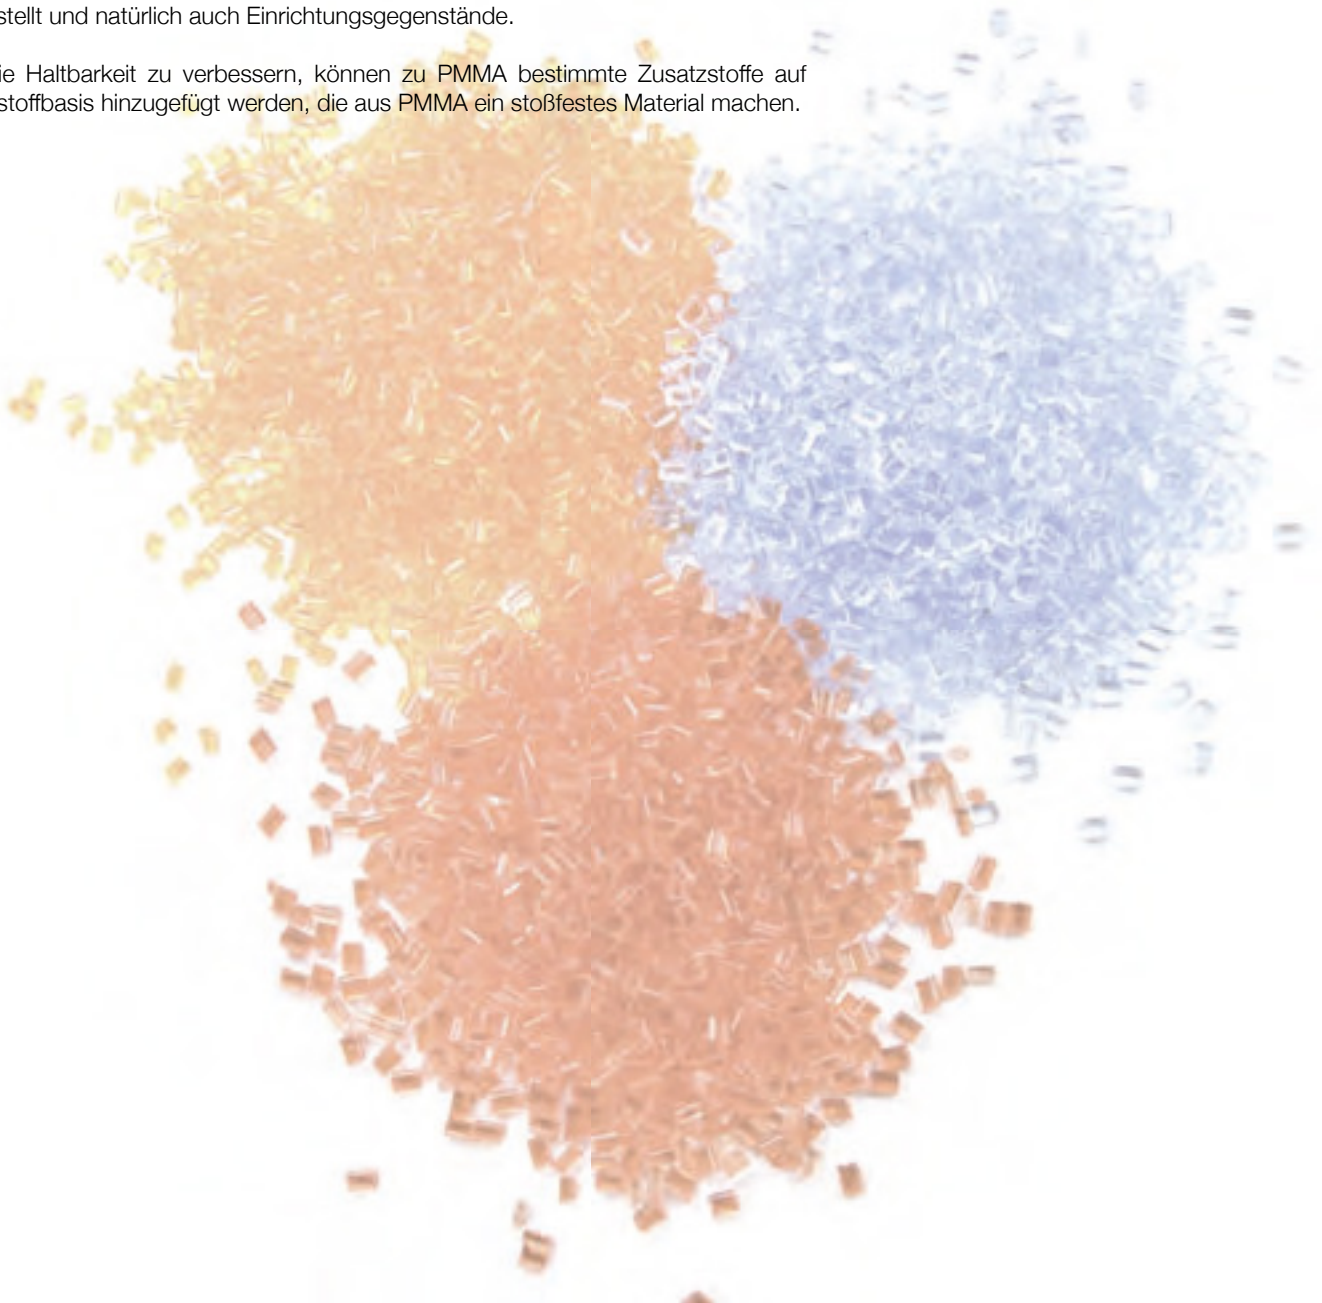 stellt und natürlich auch Einrichtungsgegenstände.
ie Haltbarkeit zu verbessern, können zu PMMA bestimmte Zusatzstoffe auf
stoffbasis hinzugefügt werden, die aus PMMA ein stoßfestes Material machen.